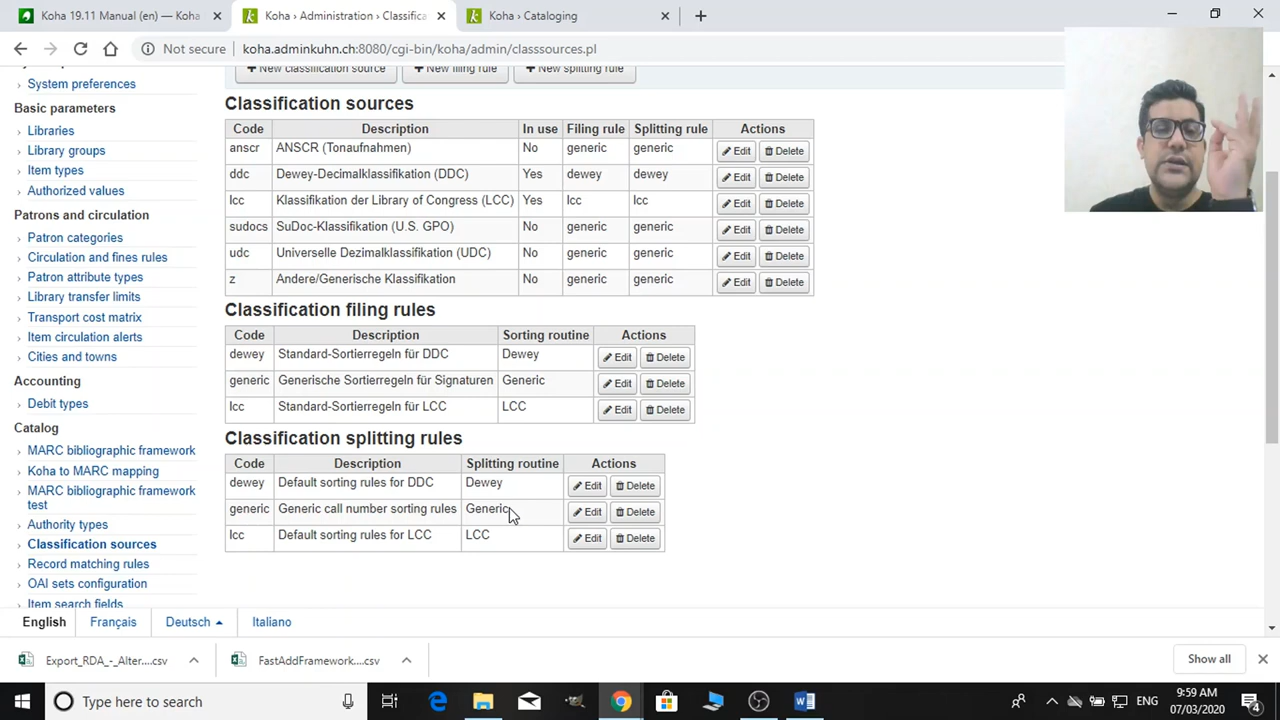 Koha 19.11 Manual (en) — Koha
Koha › Administration › Classifica
Koha › Cataloging
Not secure
koha.adminkuhn.ch:8080/cgi-bin/koha/admin/classsources.pl
System preferences
Basic parameters
Libraries
Library groups
Item types
Authorized values
Patrons and circulation
Patron categories
Circulation and fines rules
Patron attribute types
Library transfer limits
Transport cost matrix
Item circulation alerts
Cities and towns
Accounting
Debit types
Catalog
MARC bibliographic framework
Koha to MARC mapping
MARC bibliographic framework
test
Authority types
Classification sources
Record matching rules
OAI sets configuration
Item search fields
+ New classification source
+ New filing rule
+ New splitting rule
Classification sources
Code Description In use Filing rule Splitting rule Actions
anscr ANSCR (Tonaufnahmen) No generic generic Edit Delete
ddc Dewey-Decimalklassifikation (DDC) Yes dewey dewey Edit Delete
lcc Klassifikation der Library of Congress (LCC) Yes lcc lcc Edit Delete
sudocs SuDoc-Klassifikation (U.S. GPO) No generic generic Edit Delete
udc Universelle Dezimalklassifikation (UDC) No generic generic Edit Delete
z Andere/Generische Klassifikation No generic generic Edit Delete
Classification filing rules
Code Description Sorting routine Actions
dewey Standard-Sortierregeln für DDC Dewey Edit Delete
generic Generische Sortierregeln für Signaturen Generic Edit Delete
lcc Standard-Sortierregeln für LCC LCC Edit Delete
Classification splitting rules
Code Description Splitting routine Actions
dewey Default sorting rules for DDC Dewey Edit Delete
generic Generic call number sorting rules Generic Edit Delete
lcc Default sorting rules for LCC LCC Edit Delete
English Français Deutsch Italiano
Export_RDA_-_Alter....csv
FastAddFramework....csv
Show all
Type here to search
ENG
9:59 AM
07/03/2020
4